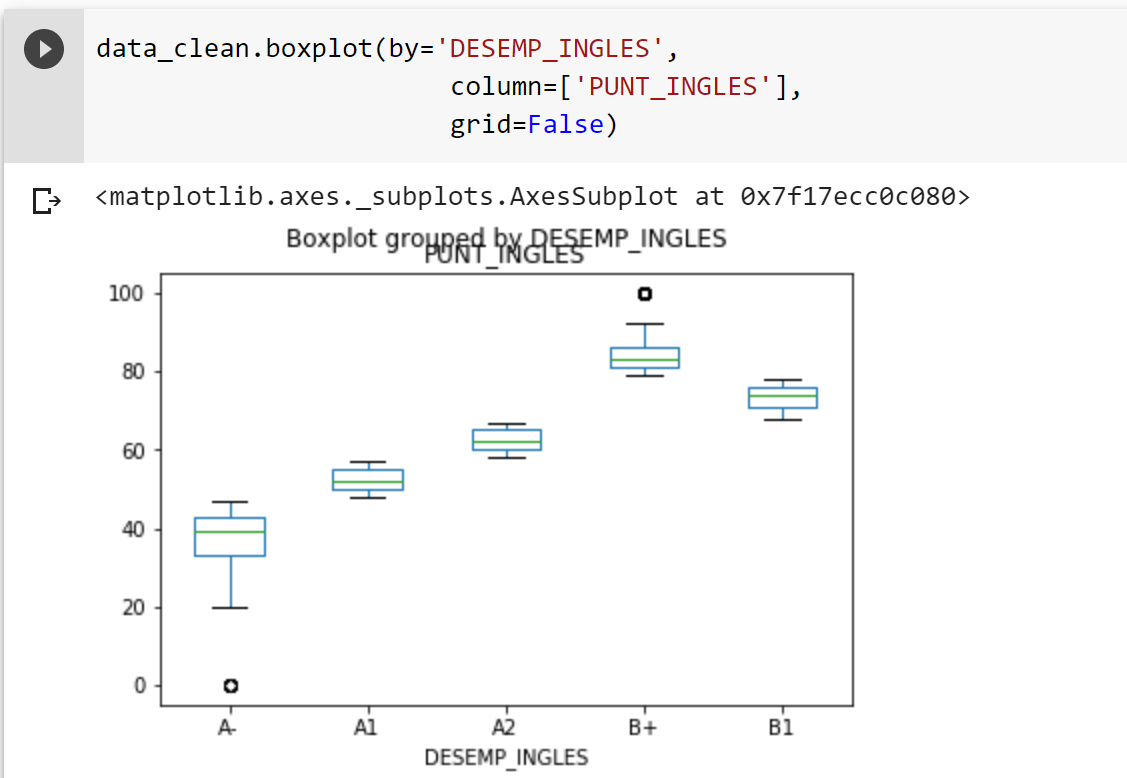 data_clean.boxplot(by='DESEMP_INGLES',
column=['PUNT_INGLES'],
grid=False)
<matplotlib.axes._subplots.AxesSubplot at 0x7f17ecc0c080>
Boxplot grouped by DESEMP_INGLES
PUNT_INGLES
100
80
60
40
20
0
A- A1 A2 B+ B1
DESEMP_INGLES